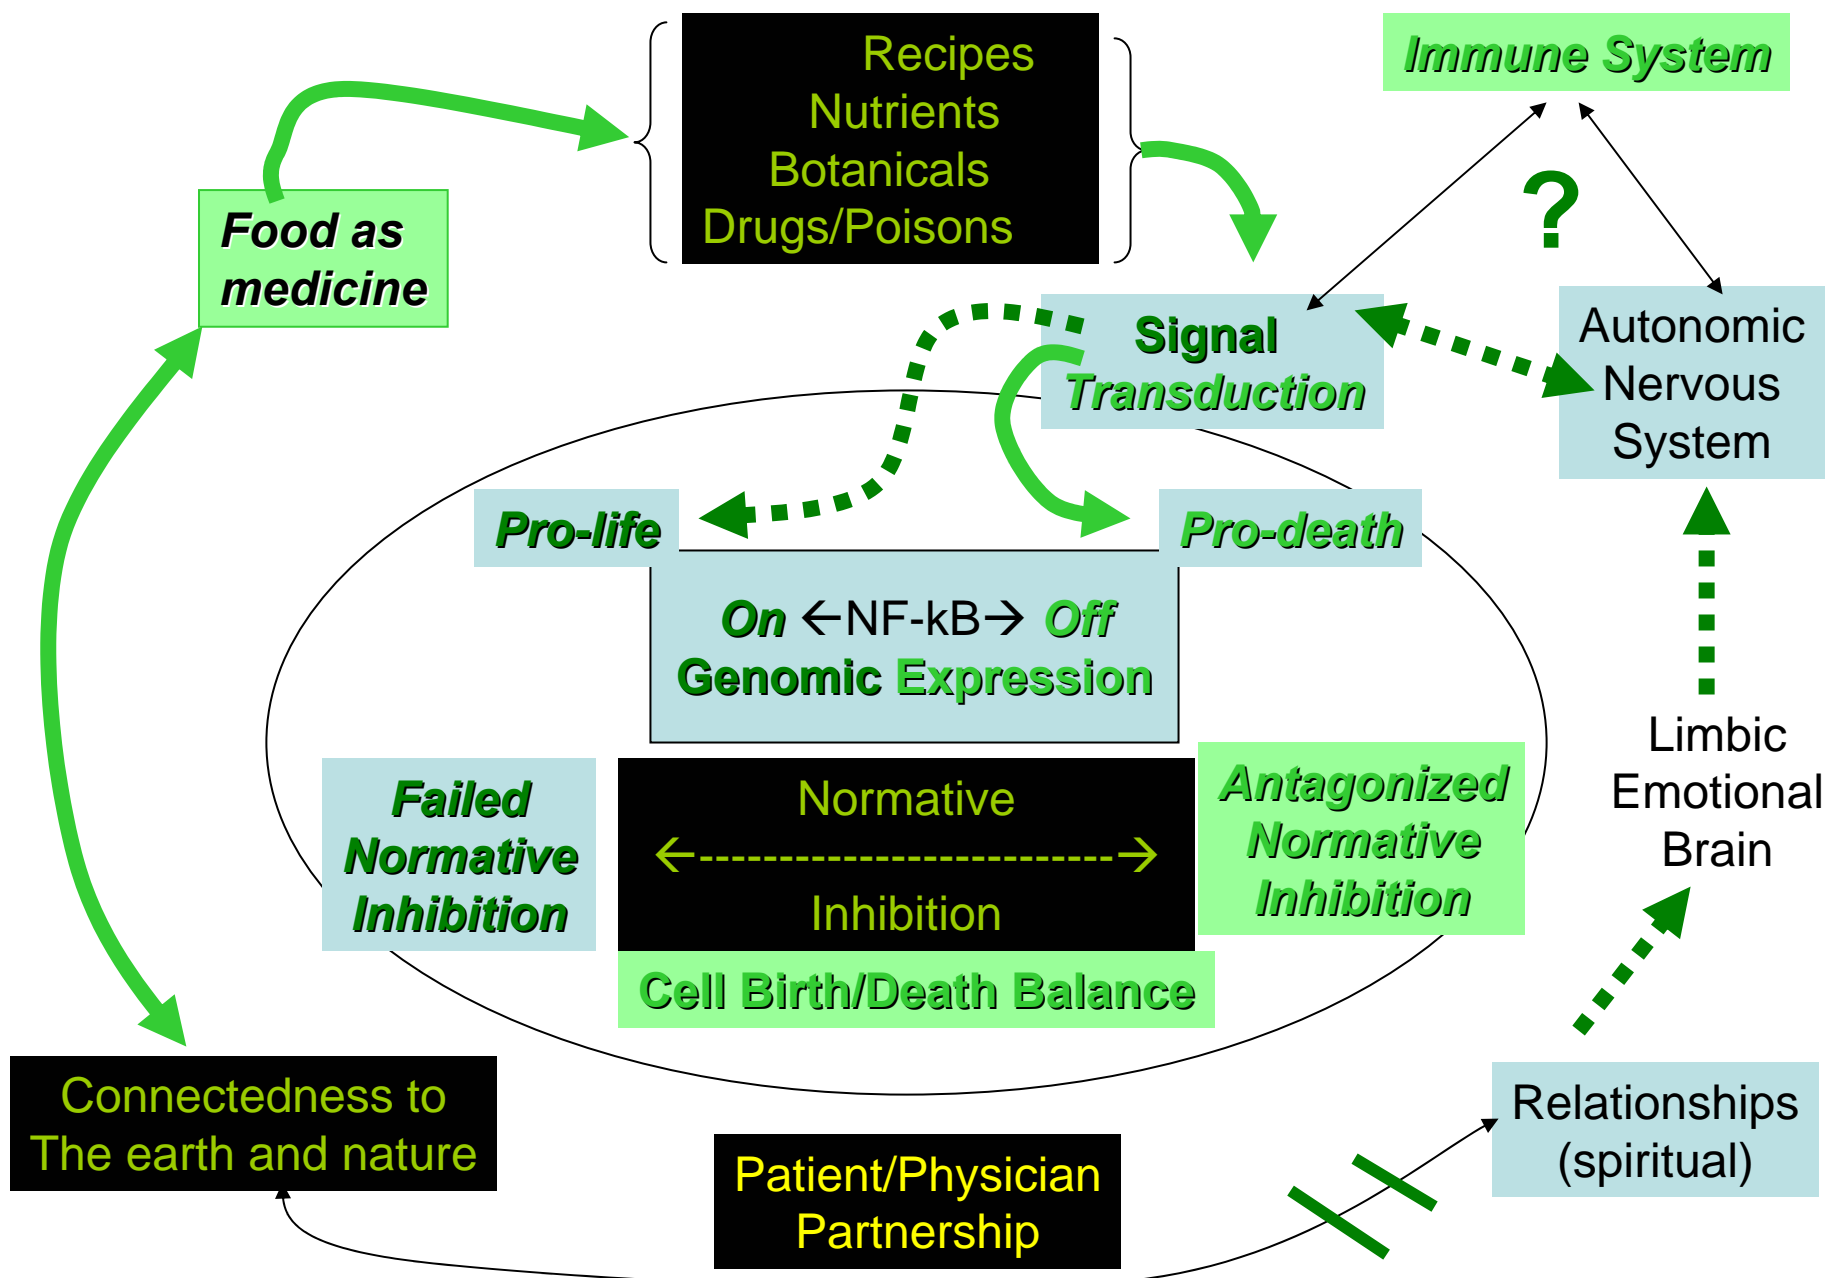 Recipes
Nutrients
Botanicals
Drugs/Poisons
Immune System
?
Food as
medicine
Signal
Transduction
Autonomic
Nervous
System
Pro-life
Pro-death
On ←NF-kB→ Off
Genomic Expression
Limbic
Emotional
Brain
Failed
Normative
Inhibition
Normative
←--------------------------→
Inhibition
Antagonized
Normative
Inhibition
Cell Birth/Death Balance
Connectedness to
The earth and nature
Patient/Physician
Partnership
Relationships
(spiritual)